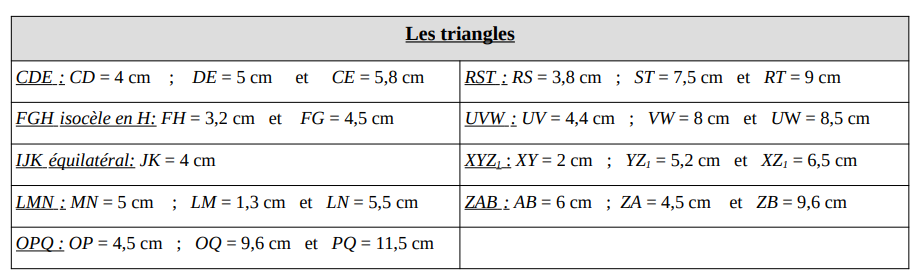 Les triangles
CDE : CD = 4 cm ; DE = 5 cm et CE = 5,8 cm
RST : RS = 3,8 cm ; ST = 7,5 cm et RT = 9 cm
FGH isocèle en H: FH = 3,2 cm et FG = 4,5 cm
UVW : UV = 4,4 cm ; VW = 8 cm et UW = 8,5 cm
IJK équilatéral: JK = 4 cm
XYZ₁ : XY = 2 cm ; YZ₁ = 5,2 cm et XZ₁ = 6,5 cm
LMN : MN = 5 cm ; LM = 1,3 cm et LN = 5,5 cm
ZAB : AB = 6 cm ; ZA = 4,5 cm et ZB = 9,6 cm
OPQ : OP = 4,5 cm ; OQ = 9,6 cm et PQ = 11,5 cm